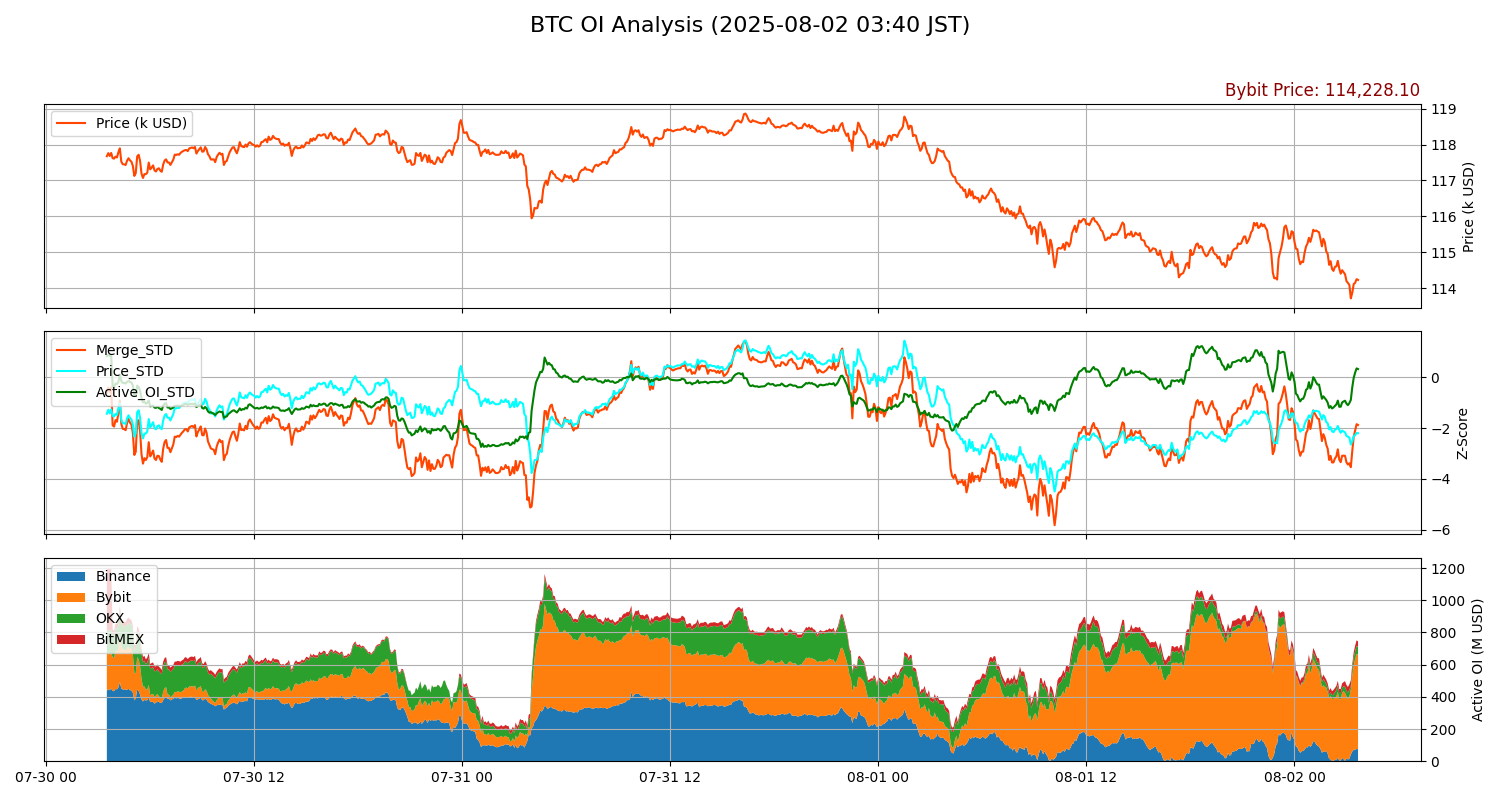 BTC OI Analysis (2025-08-02 03:40 JST)
Bybit Price: 114,228.10
Price (k USD)
119
118
117
116
115
114
Price (k USD)
Merge_STD
Price_STD
Active_OI_STD
0
−2
−4
−6
Z-Score
Binance
Bybit
OKX
BitMEX
1200
1000
800
600
400
200
0
Active OI (M USD)
07-30 00
07-30 12
07-31 00
07-31 12
08-01 00
08-01 12
08-02 00